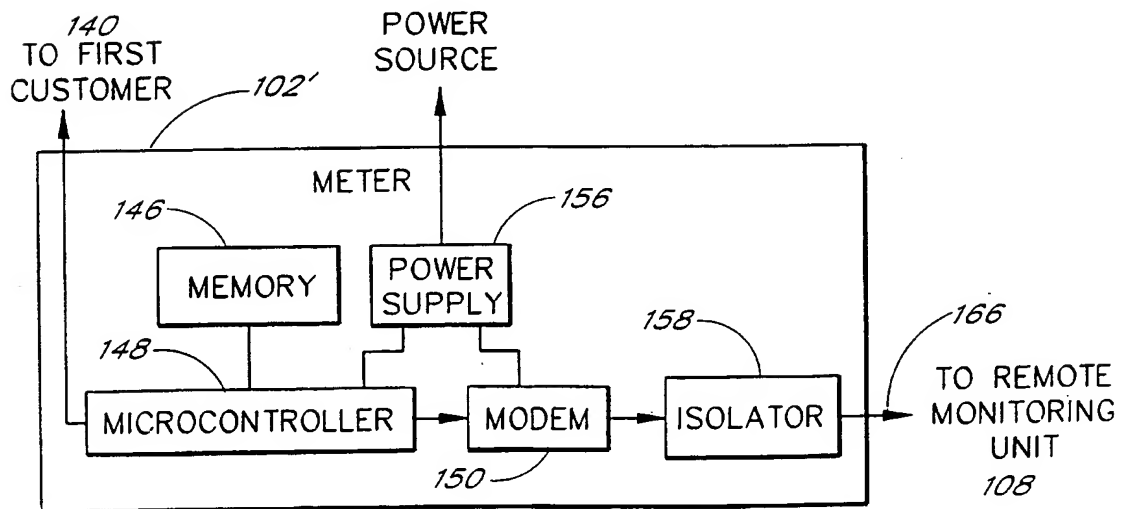 140
TO FIRST
CUSTOMER
102'
POWER
SOURCE
METER
146
156
MEMORY
POWER
SUPPLY
158
166
148
MICROCONTROLLER
MODEM
ISOLATOR
TO REMOTE
MONITORING
UNIT
108
150